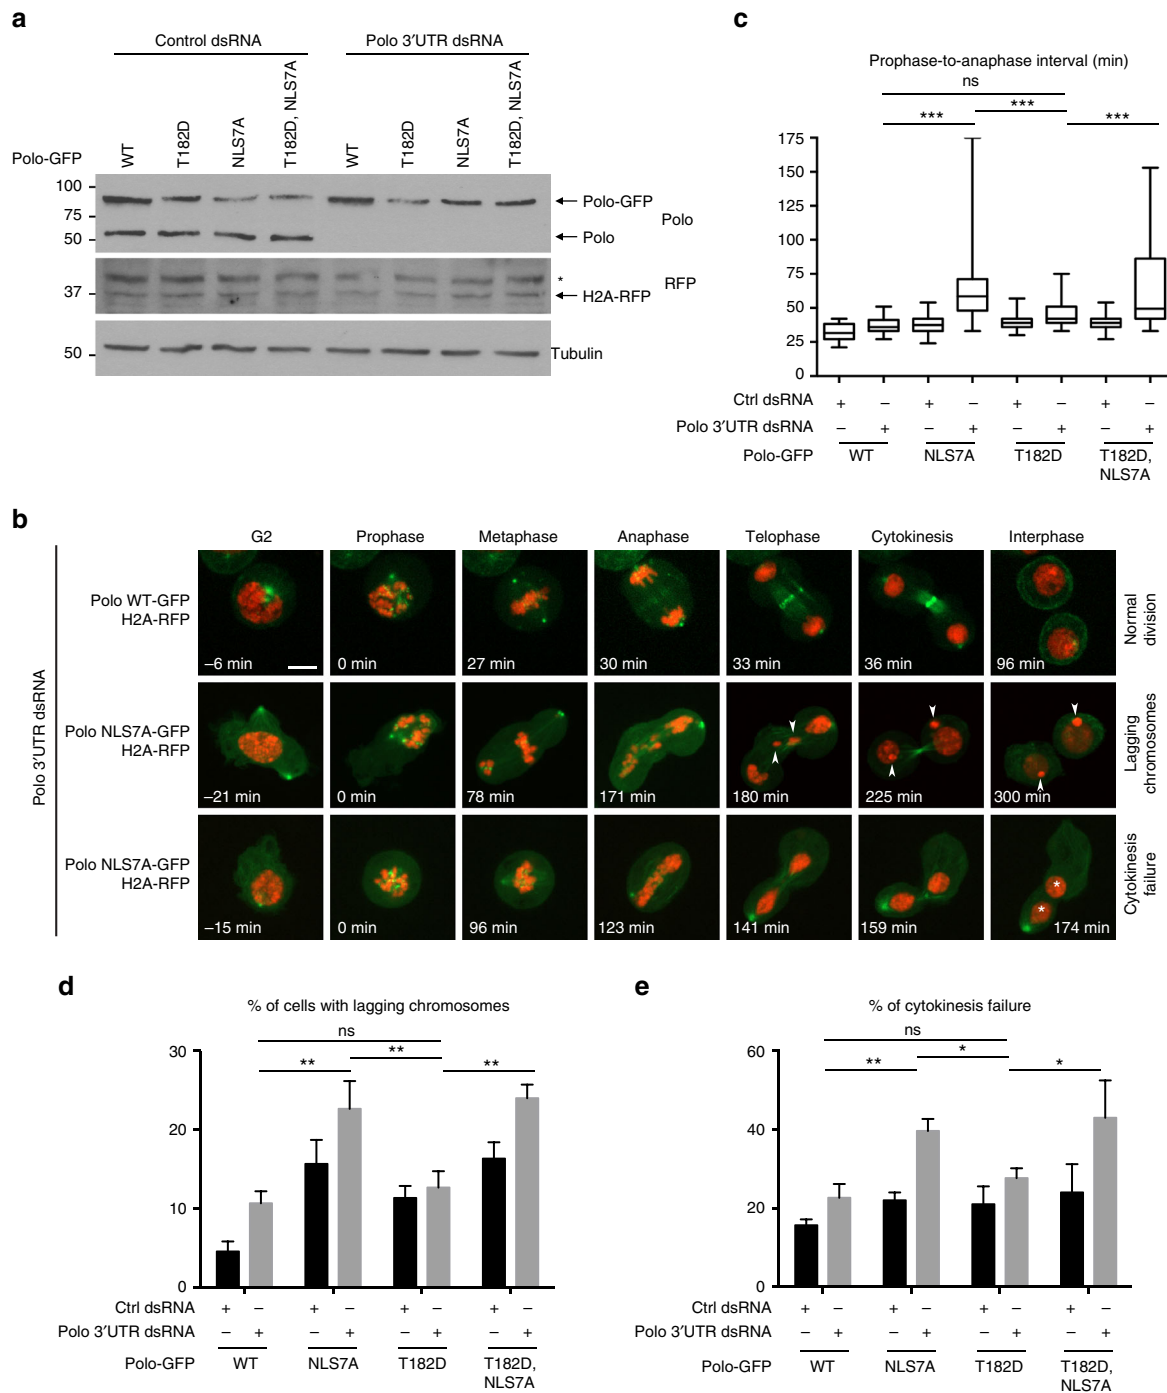 a
Control dsRNA
Polo 3′UTR dsRNA
Polo-GFP
WT
T182D
NLS7A
T182D, NLS7A
WT
T182D
NLS7A
T182D, NLS7A
100
75
50
Polo-GFP
Polo
Polo
37
*
H2A-RFP
RFP
50
Tubulin
c
Prophase-to-anaphase interval (min)
ns
***
***
***
175
150
125
100
75
50
25
0
Ctrl dsRNA + – + – + – + –
Polo 3′UTR dsRNA – + – + – + – +
Polo-GFP WT NLS7A T182D T182D,
NLS7A
b
G2 Prophase Metaphase Anaphase Telophase Cytokinesis Interphase
Polo 3′UTR dsRNA
Polo WT-GFP
H2A-RFP
–6 min 0 min 27 min 30 min 33 min 36 min 96 min
Normal
division
Polo NLS7A-GFP
H2A-RFP
–21 min 0 min 78 min 171 min 180 min 225 min 300 min
Lagging
chromosomes
Polo NLS7A-GFP
H2A-RFP
*
*
–15 min 0 min 96 min 123 min 141 min 159 min 174 min
Cytokinesis
failure
d
% of cells with lagging chromosomes
ns
**
**
**
30
20
10
0
Ctrl dsRNA + – + – + – + –
Polo 3′UTR dsRNA – + – + – + – +
Polo-GFP WT NLS7A T182D T182D,
NLS7A
e
% of cytokinesis failure
ns
**
*
*
60
40
20
0
Ctrl dsRNA + – + – + – + –
Polo 3′UTR dsRNA – + – + – + – +
Polo-GFP WT NLS7A T182D T182D,
NLS7A